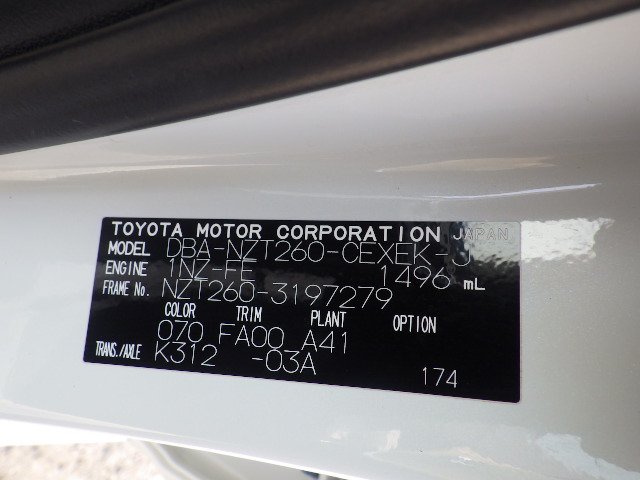 TOYOTA MOTOR CORPORATION JAPAN
MODEL DBA-NZT260-CEXEK-J
ENGINE 1NZ-FE 1496 mL
FRAME No. NZT260-3197279
COLOR TRIM PLANT OPTION
070 FA00 A41
TRANS./AXLE K312 -03A
174